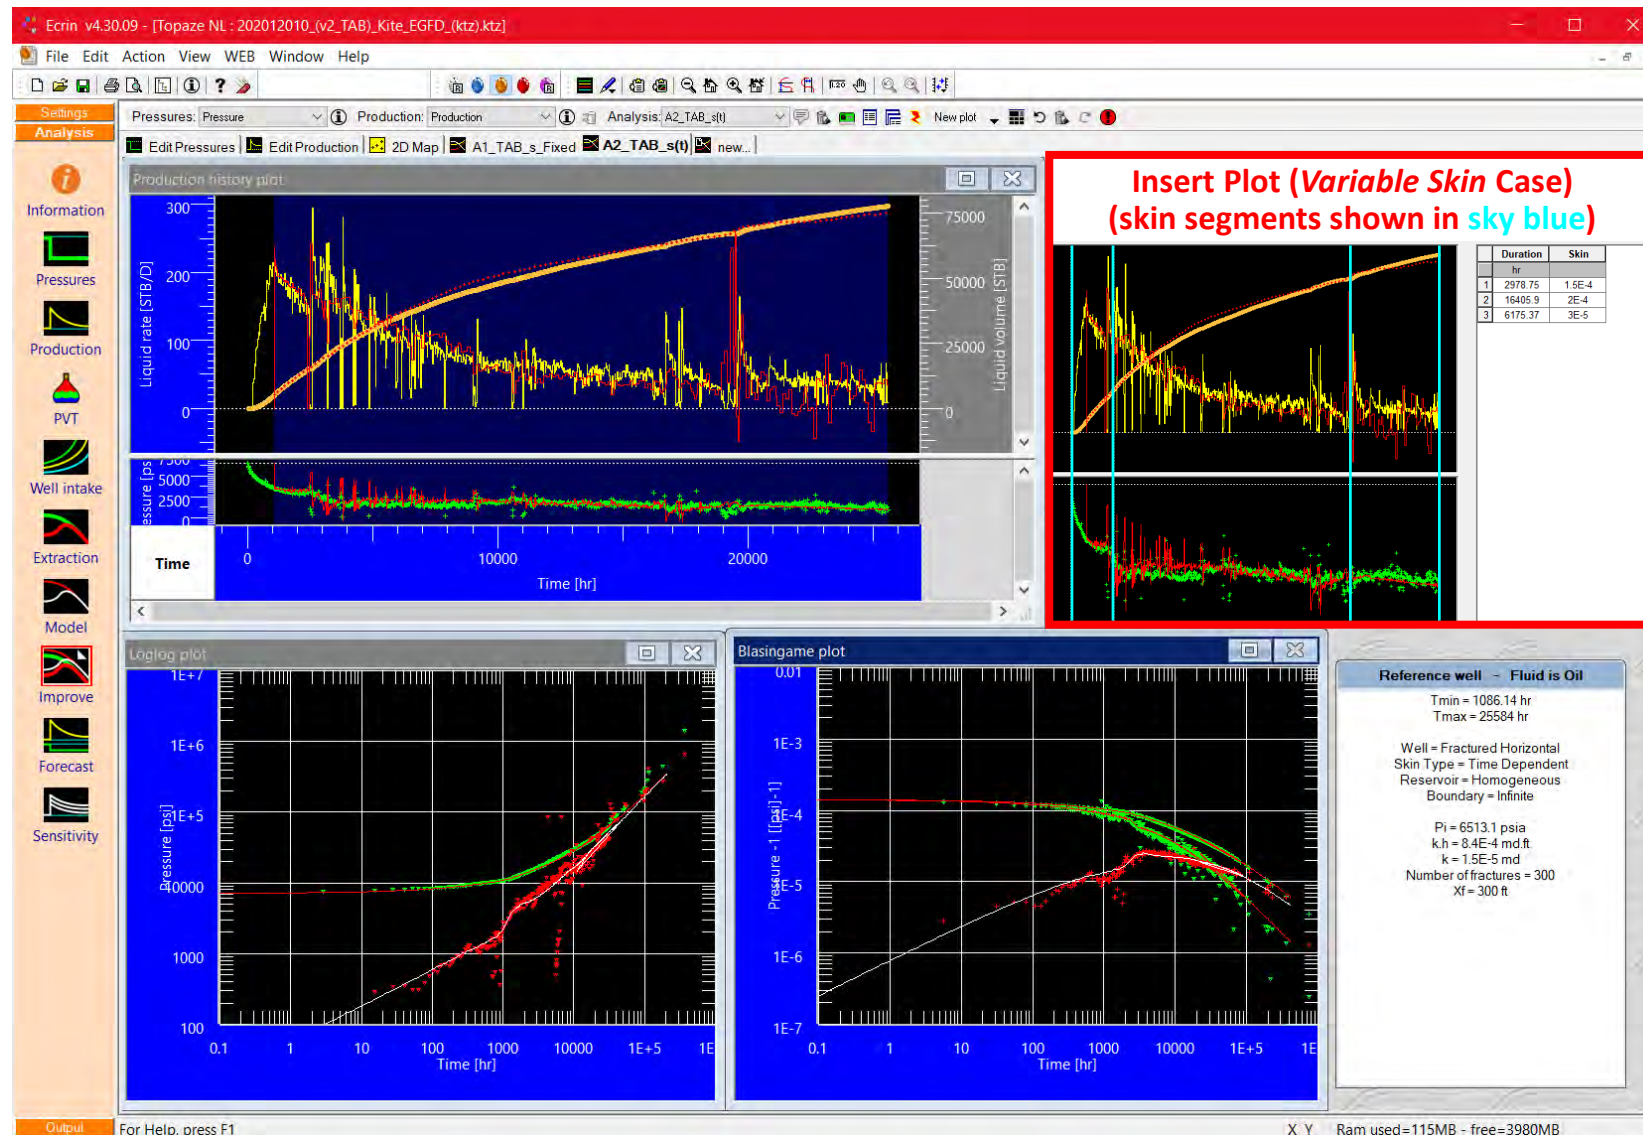 Ecrin v4.30.09 - [Topaze NL : 202012010_(v2_TAB)_Kite_EGFD_(ktz).ktz]
File Edit Action View WEB Window Help
Settings
Analysis
Pressures: Pressure Production: Production Analysis: A2_TAB_s(t) New plot
Edit Pressures Edit Production 2D Map A1_TAB_s_Fixed A2_TAB_s(t) new...
Information
Pressures
Production
PVT
Well intake
Extraction
Model
Improve
Forecast
Sensitivity
Output
Production history plot
300
200
100
0
Liquid rate [STB/D]
75000
50000
25000
0
Liquid volume [STB]
5000
2500
0
Time
0
10000
20000
Time [hr]
Insert Plot (Variable Skin Case)
(skin segments shown in sky blue)
Duration Skin
hr
1 2978.75 1.5E-4
2 16405.9 2E-4
3 6175.37 3E-5
Loglog plot
1E+7
1E+6
1E+5
10000
1000
100
Pressure [psi]
0.1 1 10 100 1000 10000 1E+5 1E
Time [hr]
Blasingame plot
0.01
1E-3
1E-4
1E-5
1E-6
1E-7
Pressure -1 [[psi]-1]
0.1 1 10 100 1000 10000 1E+5 1E
Time [hr]
Reference well - Fluid is Oil
Tmin = 1086.14 hr
Tmax = 25584 hr
Well = Fractured Horizontal
Skin Type = Time Dependent
Reservoir = Homogeneous
Boundary = Infinite
Pi = 6513.1 psia
k.h = 8.4E-4 md.ft
k = 1.5E-5 md
Number of fractures = 300
Xf = 300 ft
For Help, press F1
X Y Ram used=115MB - free=3980MB